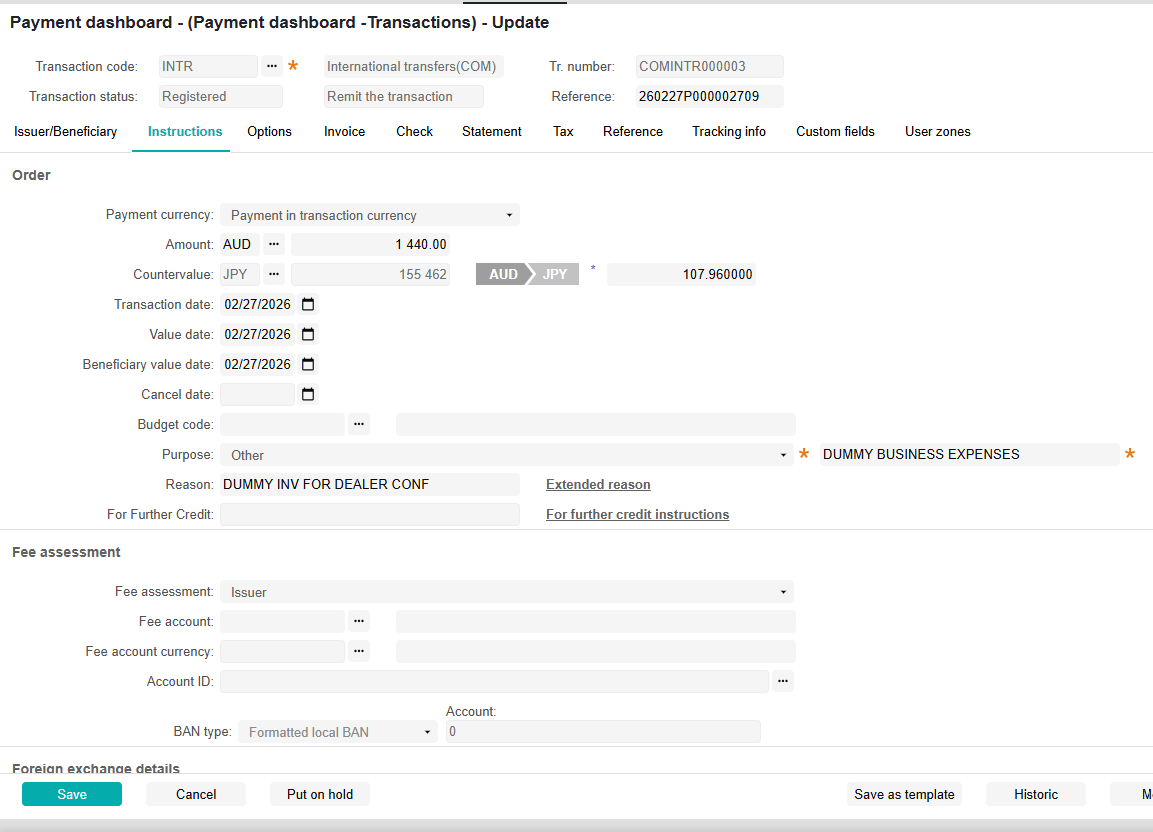 Payment dashboard - (Payment dashboard -Transactions) - Update
Transaction code: INTR ••• * International transfers(COM) Tr. number: COMINTR000003
Transaction status: Registered Remit the transaction Reference: 260227P000002709
Issuer/Beneficiary Instructions Options Invoice Check Statement Tax Reference Tracking info Custom fields User zones
Order
Payment currency: Payment in transaction currency
Amount: AUD ••• 1 440.00
Countervalue: JPY ••• 155 462 AUD JPY * 107.960000
Transaction date: 02/27/2026
Value date: 02/27/2026
Beneficiary value date: 02/27/2026
Cancel date:
Budget code: •••
Purpose: Other * DUMMY BUSINESS EXPENSES *
Reason: DUMMY INV FOR DEALER CONF Extended reason
For Further Credit: For further credit instructions
Fee assessment
Fee assessment: Issuer
Fee account: •••
Fee account currency: •••
Account ID: •••
Account:
BAN type: Formatted local BAN 0
Foreign exchange details
Save Cancel Put on hold Save as template Historic